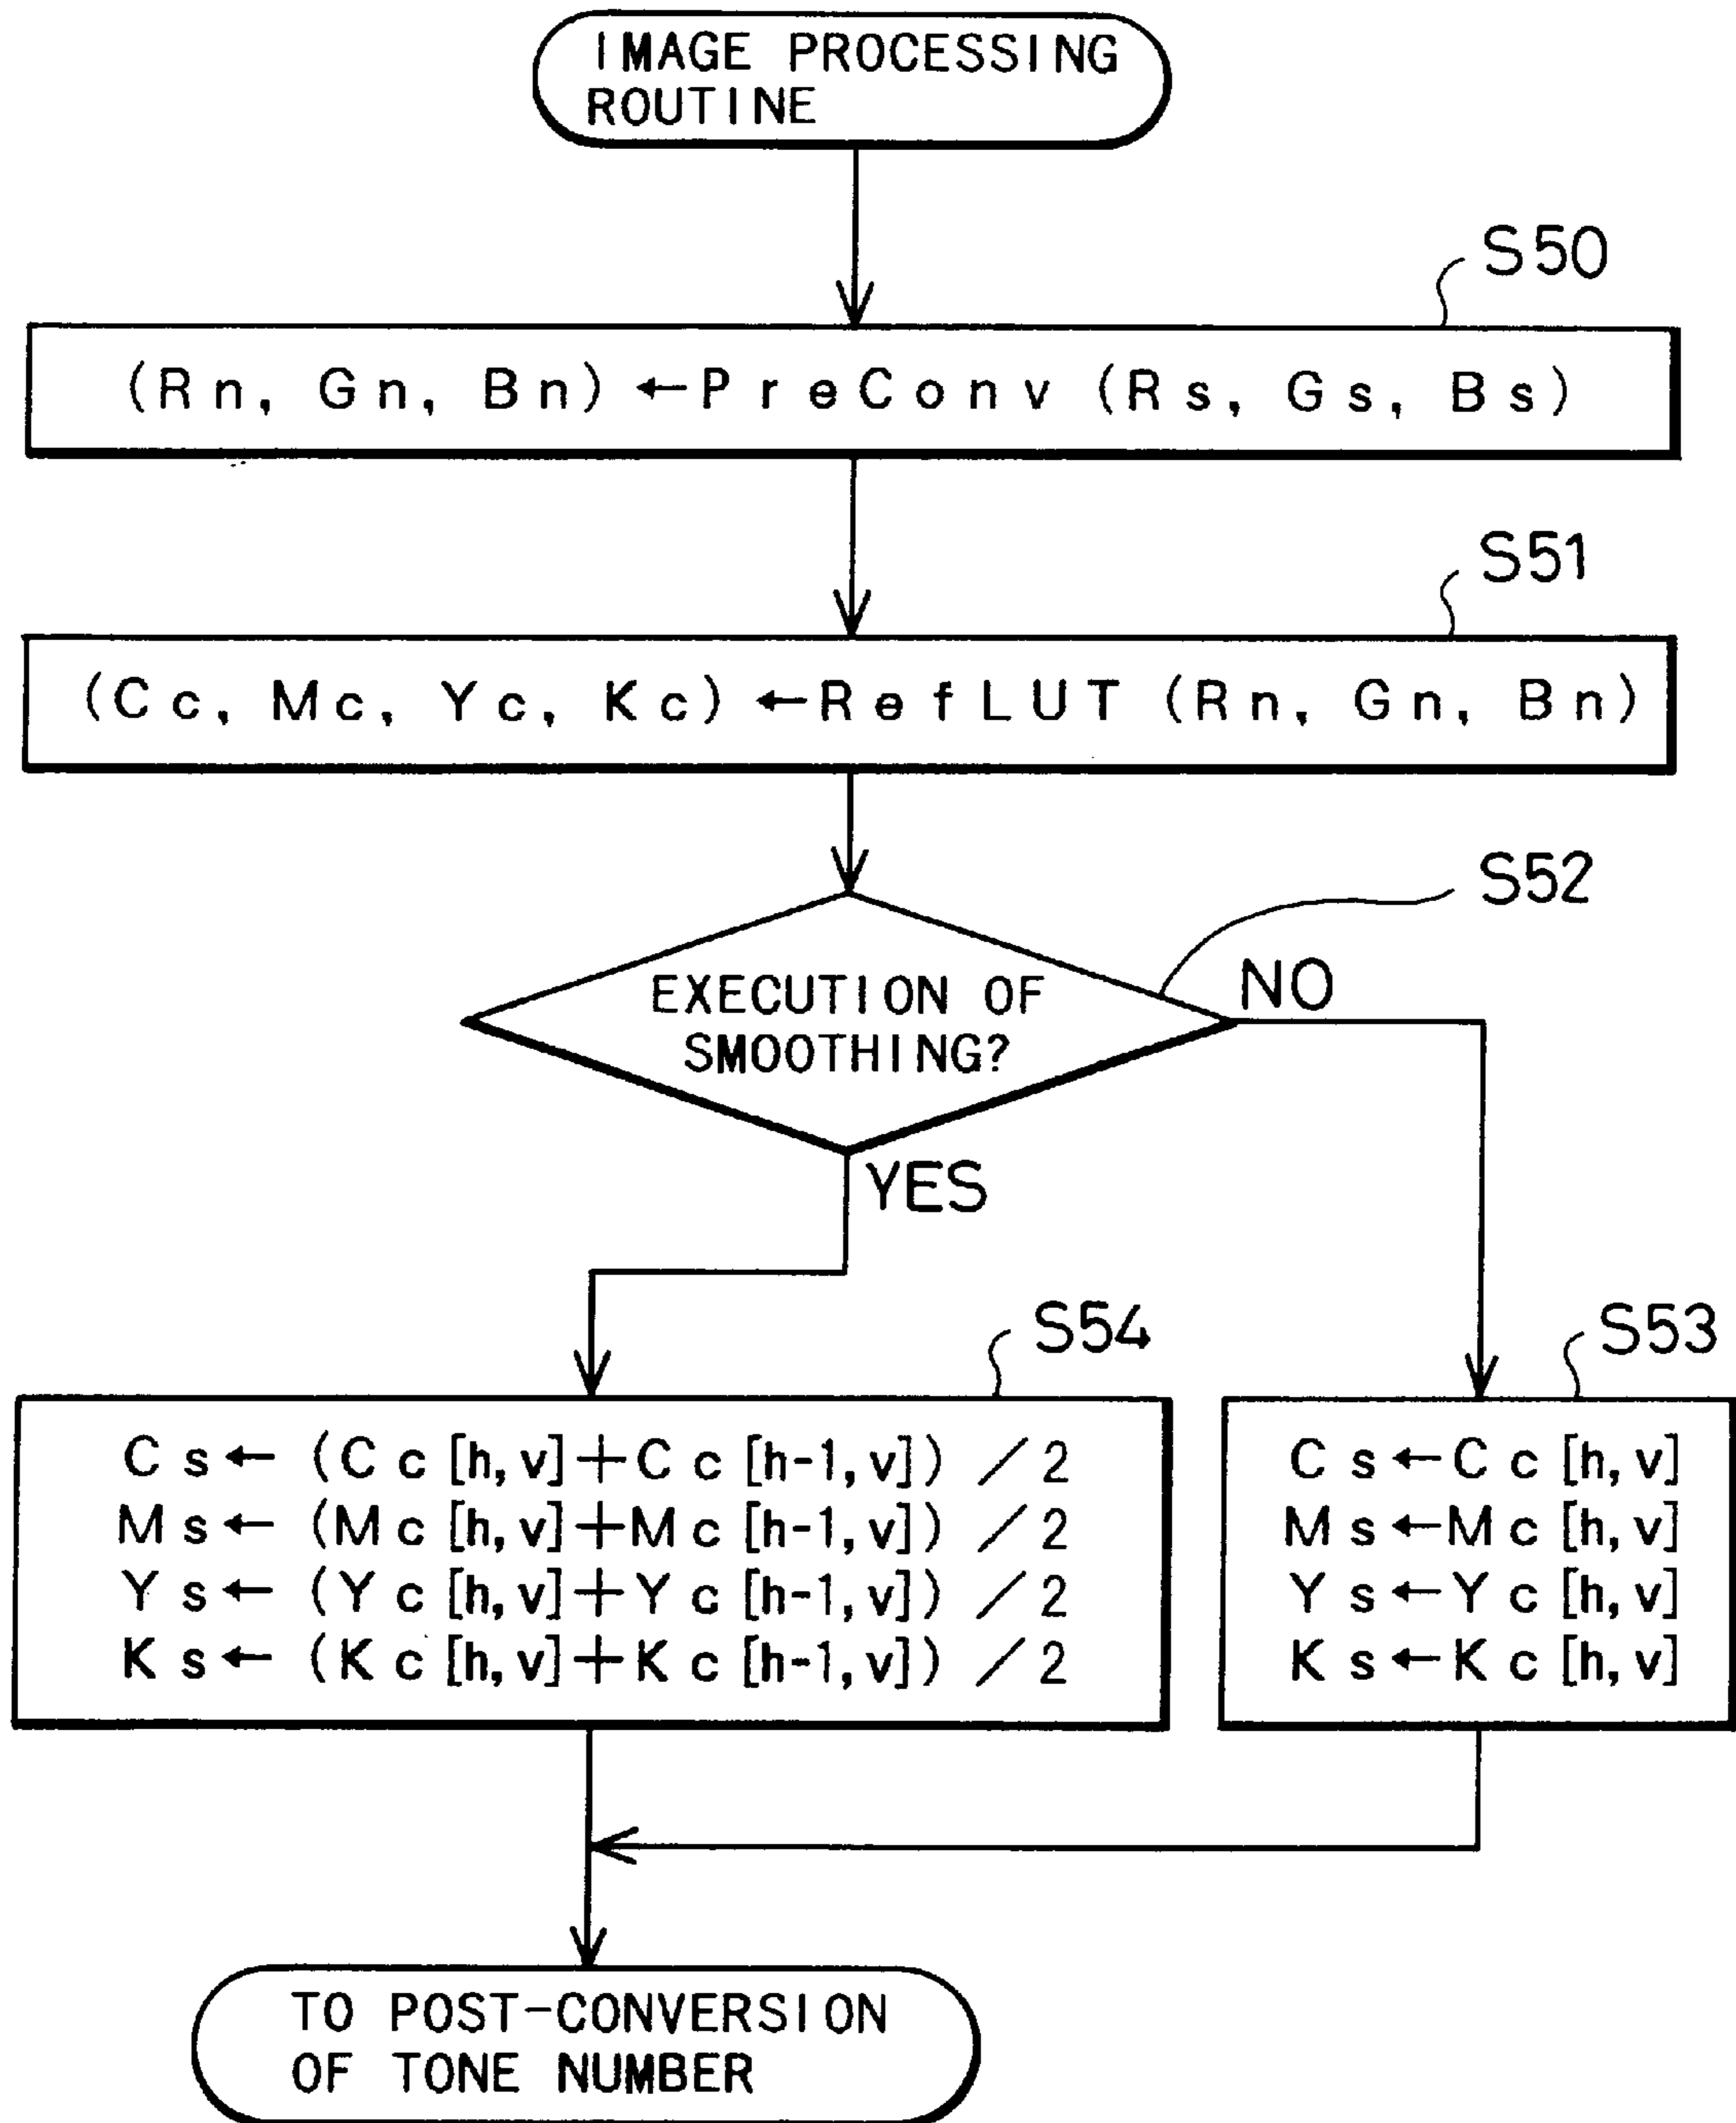 IMAGE PROCESSING
ROUTINE
S50
(Rn, Gn, Bn) ←PreConv (Rs, Gs, Bs)
S51
(Cc, Mc, Yc, Kc) ←RefLUT (Rn, Gn, Bn)
S52
EXECUTION OF
SMOOTHING?
NO
YES
S54
Cs← (Cc[h,v]+Cc[h-1,v]) /2
Ms← (Mc[h,v]+Mc[h-1,v]) /2
Ys← (Yc[h,v]+Yc[h-1,v]) /2
Ks← (Kc[h,v]+Kc[h-1,v]) /2
S53
Cs←Cc[h,v]
Ms←Mc[h,v]
Ys←Yc[h,v]
Ks←Kc[h,v]
TO POST-CONVERSION
OF TONE NUMBER